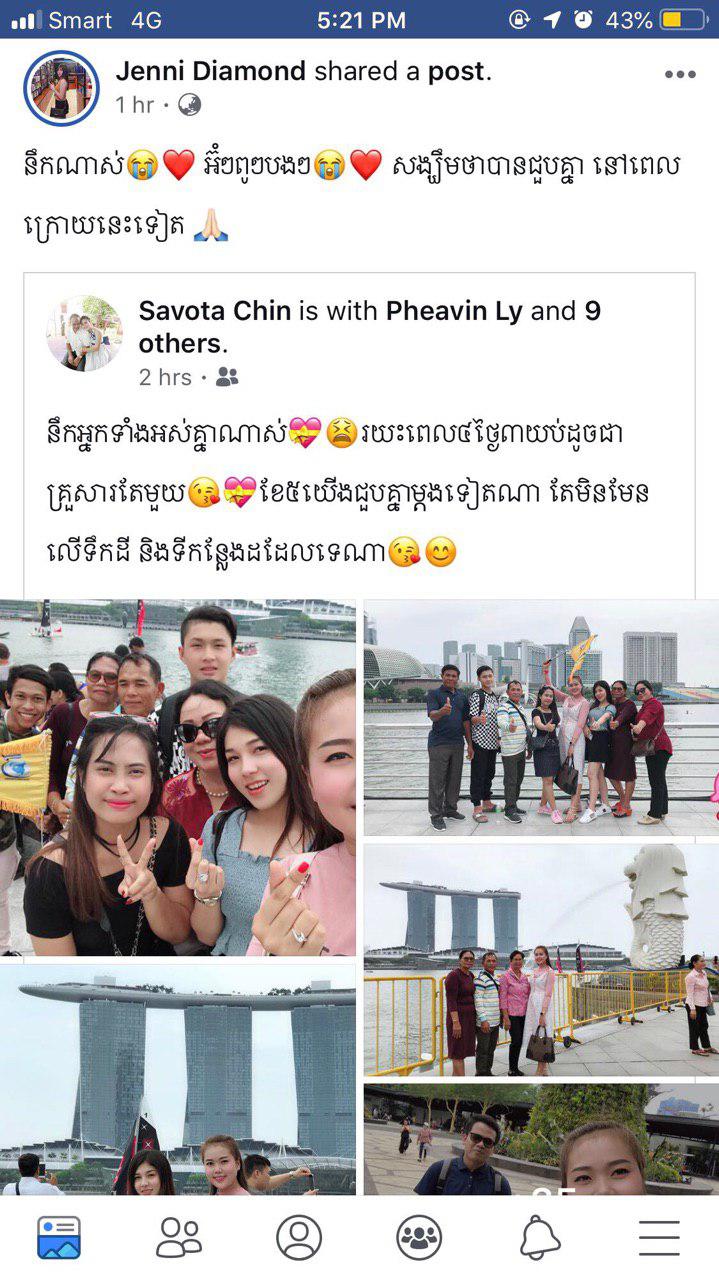 Smart 4G 5:21 PM 43%
Jenni Diamond shared a post.
1 hr
នឹកណាស់😭❤️ អ៊ំៗពូៗបងៗ😭❤️ សង្ឃឹមថាបានជួបគ្នា នៅពេល
ក្រោយនេះទៀត 🙏🏻
Savota Chin is with Pheavin Ly and 9
others.
2 hrs
នឹកអ្នកទាំងអស់គ្នាណាស់💝😫រយះពេល៤ថ្ងៃ៣យប់ដូចជា
គ្រួសារតែមួយ😘💝ខែ៥យើងជួបគ្នាម្ដងទៀតណា តែមិនមែន
លើទឹកដី និងទីកន្លែងដដែលទេណា😘😊